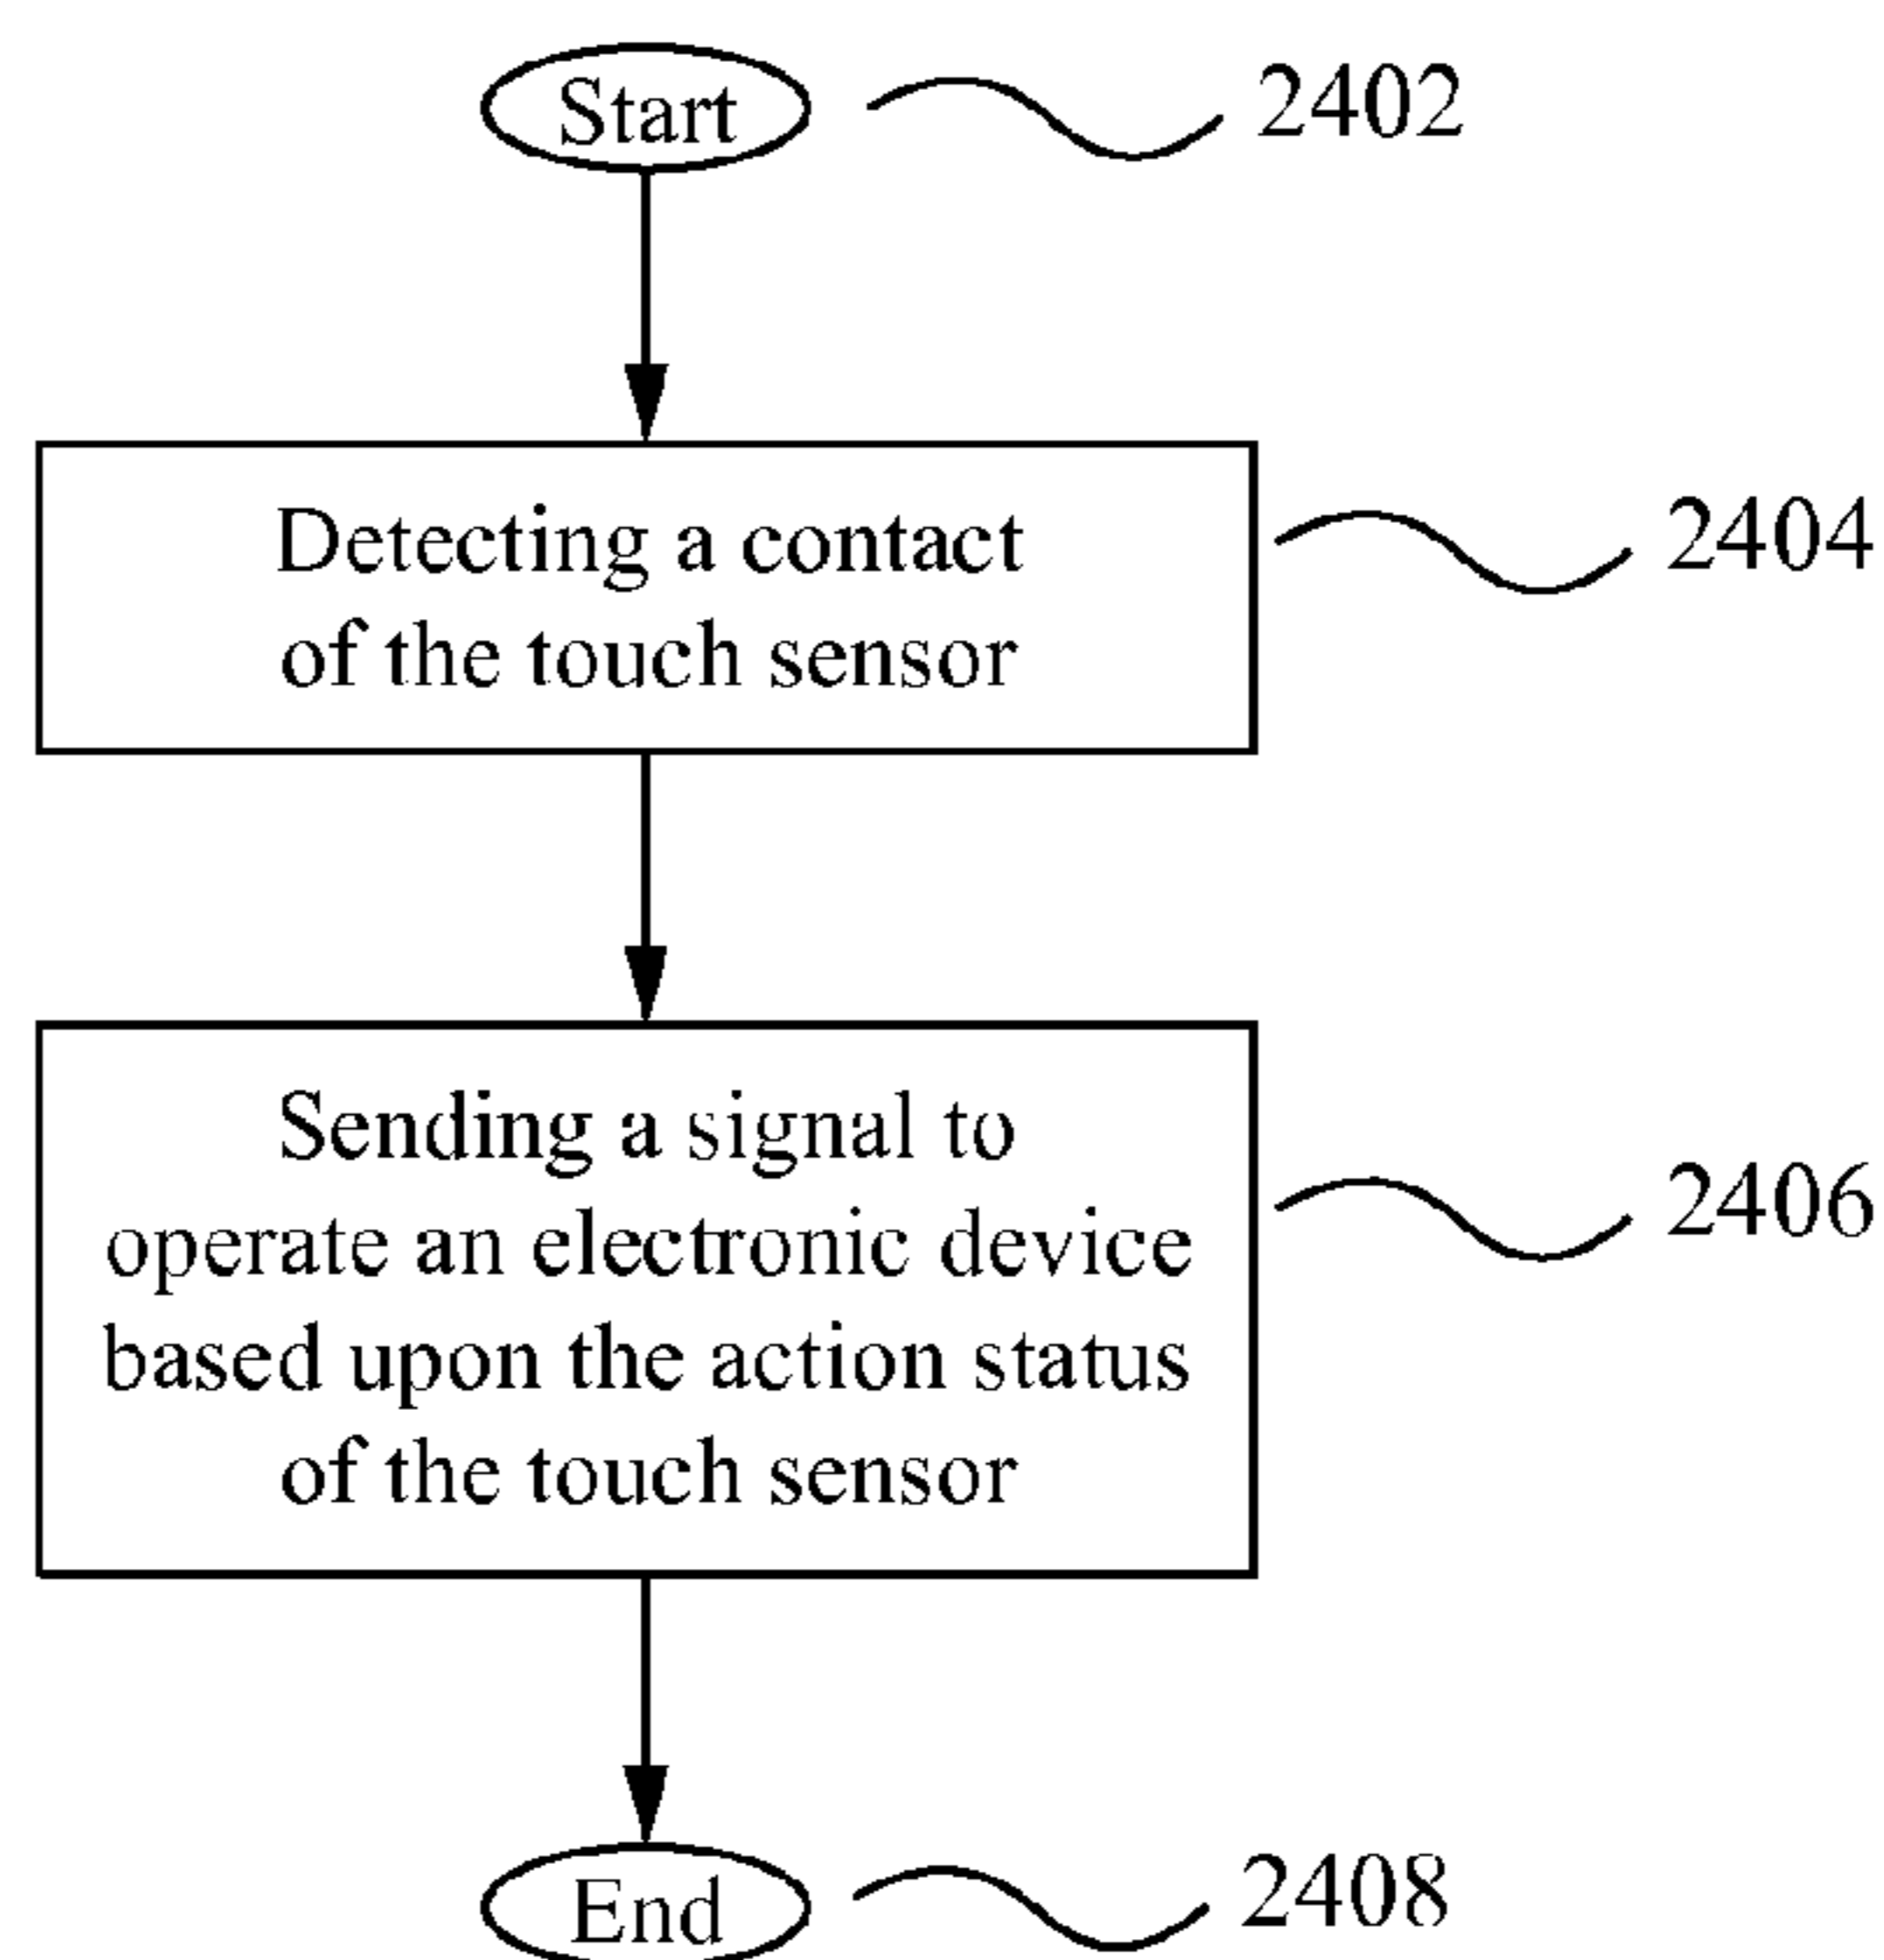 Start
2402
Detecting a contact
of the touch sensor
2404
Sending a signal to
operate an electronic device
based upon the action status
of the touch sensor
2406
End
2408